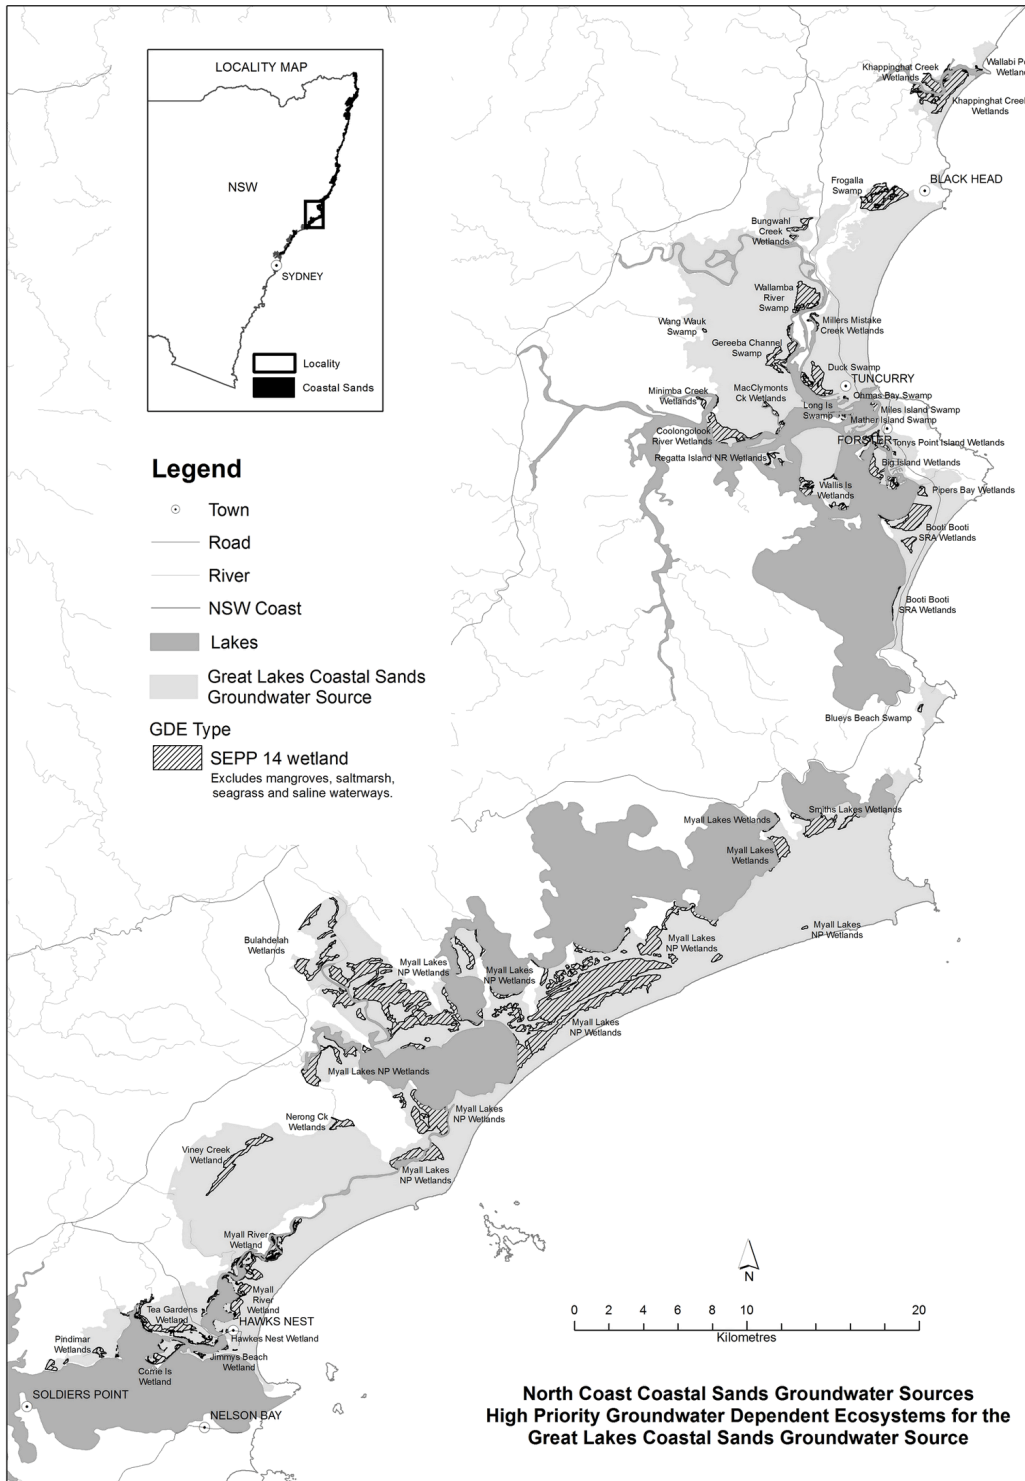 LOCALITY MAP
NSW
SYDNEY
Locality
Coastal Sands
Legend
Town
Road
River
NSW Coast
Lakes
Great Lakes Coastal Sands
Groundwater Source
GDE Type
SEPP 14 wetland
Excludes mangroves, saltmarsh,
seagrass and saline waterways.
Khappinghat Creek
Wetlands
Wallabi Po
Wetland
Khappinghat Creek
Wetlands
Frogalla
Swamp
BLACK HEAD
Bungwahl
Creek
Wetlands
Wallamba
River
Swamp
Wang Wauk
Swamp
Millers Mistake
Creek Wetlands
Gereeba Channel
Swamp
Duck Swamp
TUNCURRY
Minimba Creek
Wetlands
MacClymonts
Ck Wetlands
Ohmas Bay Swamp
Long Is
Swamp
Miles Island Swamp
Mather Island Swamp
Coolongolook
River Wetlands
FORSTER
Tonys Point Island Wetlands
Regatta Island NR Wetlands
Big Island Wetlands
Wallis Is
Wetlands
Pipers Bay Wetlands
Booti Booti
SRA Wetlands
Booti Booti
SRA Wetlands
Blueys Beach Swamp
Smiths Lakes Wetlands
Myall Lakes Wetlands
Myall Lakes
Wetlands
Myall Lakes
NP Wetlands
Bulahdelah
Wetlands
Myall Lakes
NP Wetlands
Myall Lakes
NP Wetlands
Myall Lakes
NP Wetlands
Myall Lakes
NP Wetlands
Myall Lakes NP Wetlands
Myall Lakes
NP Wetlands
Nerong Ck
Wetlands
Viney Creek
Wetland
Myall Lakes
NP Wetlands
Myall River
Wetland
Myall
River
Wetland
Tea Gardens
Wetland
HAWKS NEST
Hawkes Nest Wetland
Pindimar
Wetlands
Jimmys Beach
Wetland
Corrie Is
Wetland
SOLDIERS POINT
NELSON BAY
N
0 2 4 6 8 10 20
Kilometres
North Coast Coastal Sands Groundwater Sources
High Priority Groundwater Dependent Ecosystems for the
Great Lakes Coastal Sands Groundwater Source